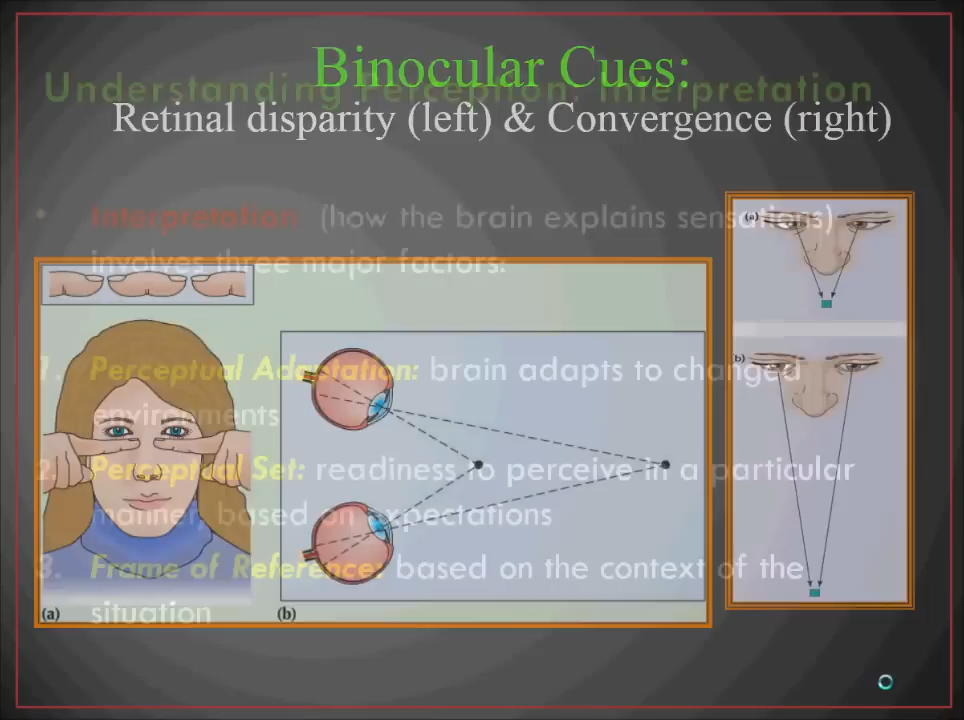 Binocular Cues:
Understanding Perception: Interpretation
Retinal disparity (left) & Convergence (right)
• Interpretation (how the brain explains sensations)
involves three major factors:
1. Perceptual Adaptation: brain adapts to changed
environments
2. Perceptual Set: readiness to perceive in a particular
manner, based on expectations
3. Frame of Reference: based on the context of the
situation
(a)
(b)
(a)
(b)